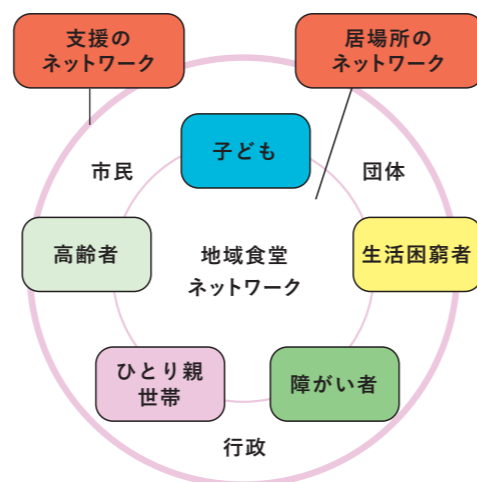 支援の
ネットワーク
居場所の
ネットワーク
子ども
市民
団体
高齢者
地域食堂
ネットワーク
生活困窮者
ひとり親
世帯
障がい者
行政